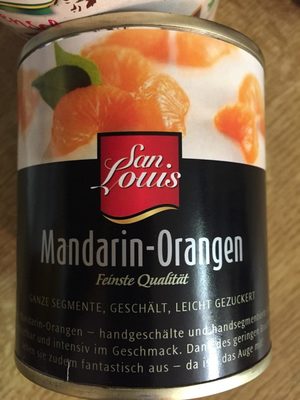 San
Louis
Mandarin-Orangen
Feinste Qualität
GANZE SEGMENTE, GESCHÄLT, LEICHT GEZUCKERT
Mandarin-Orangen – handgeschälte und handsegmentierte
und intensiv im Geschmack. Dank des geringen
zudem fantastisch aus – da isst das Auge